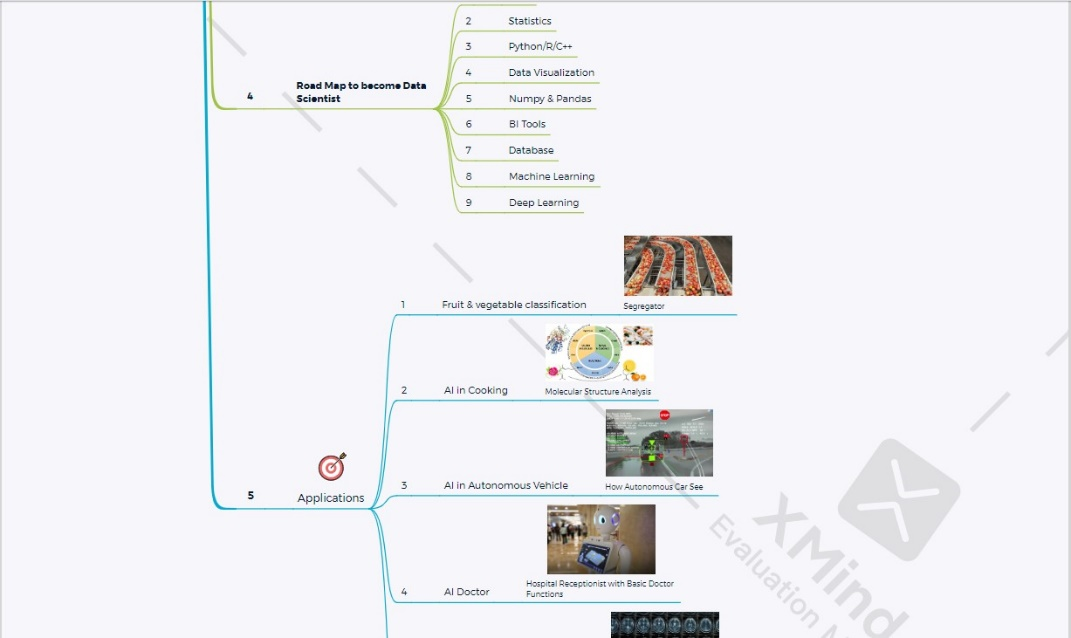 2 Statistics
3 Python/R/C++
4 Data Visualization
4 Road Map to become Data
Scientist
5 Numpy & Pandas
6 BI Tools
7 Database
8 Machine Learning
9 Deep Learning
1 Fruit & vegetable classification Segregator
2 AI in Cooking Molecular Structure Analysis
STOP
3 AI in Autonomous Vehicle How Autonomous Car See
5 Applications
4 AI Doctor Hospital Receptionist with Basic Doctor
Functions
XMind
Evaluation